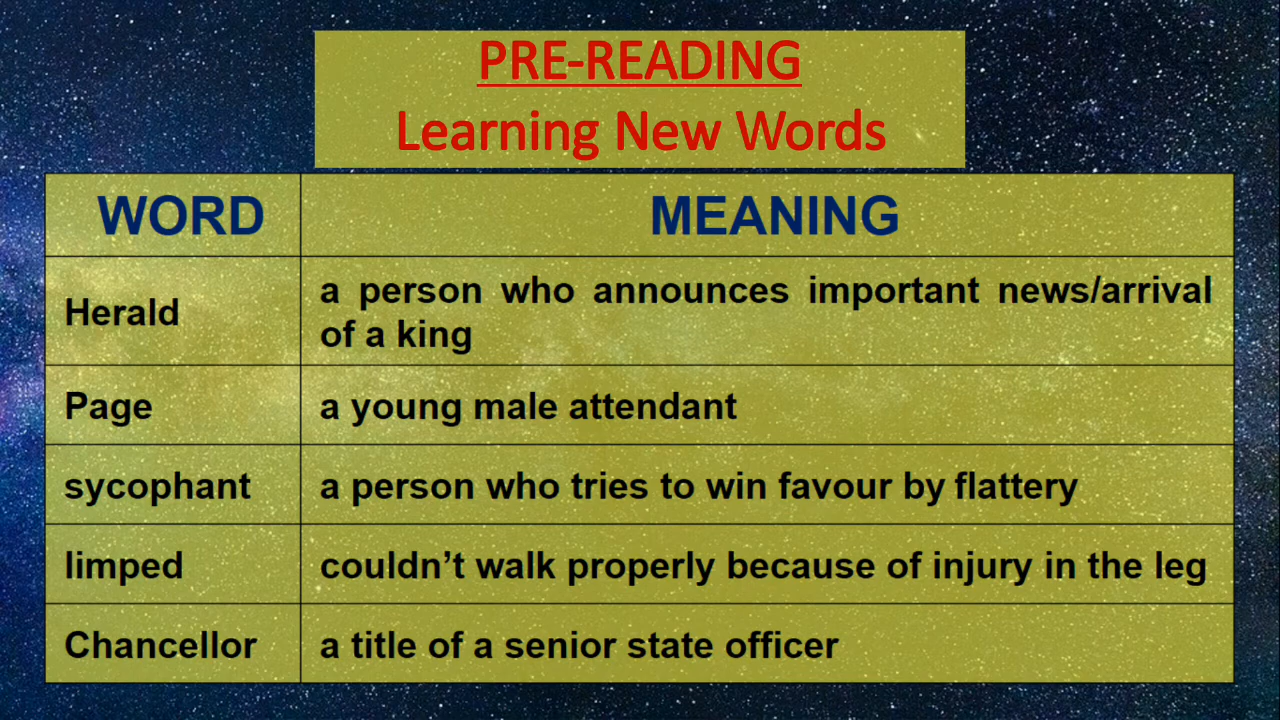 PRE-READING
Learning New Words
WORD MEANING
Herald a person who announces important news/arrival
of a king
Page a young male attendant
sycophant a person who tries to win favour by flattery
limped couldn’t walk properly because of injury in the leg
Chancellor a title of a senior state officer